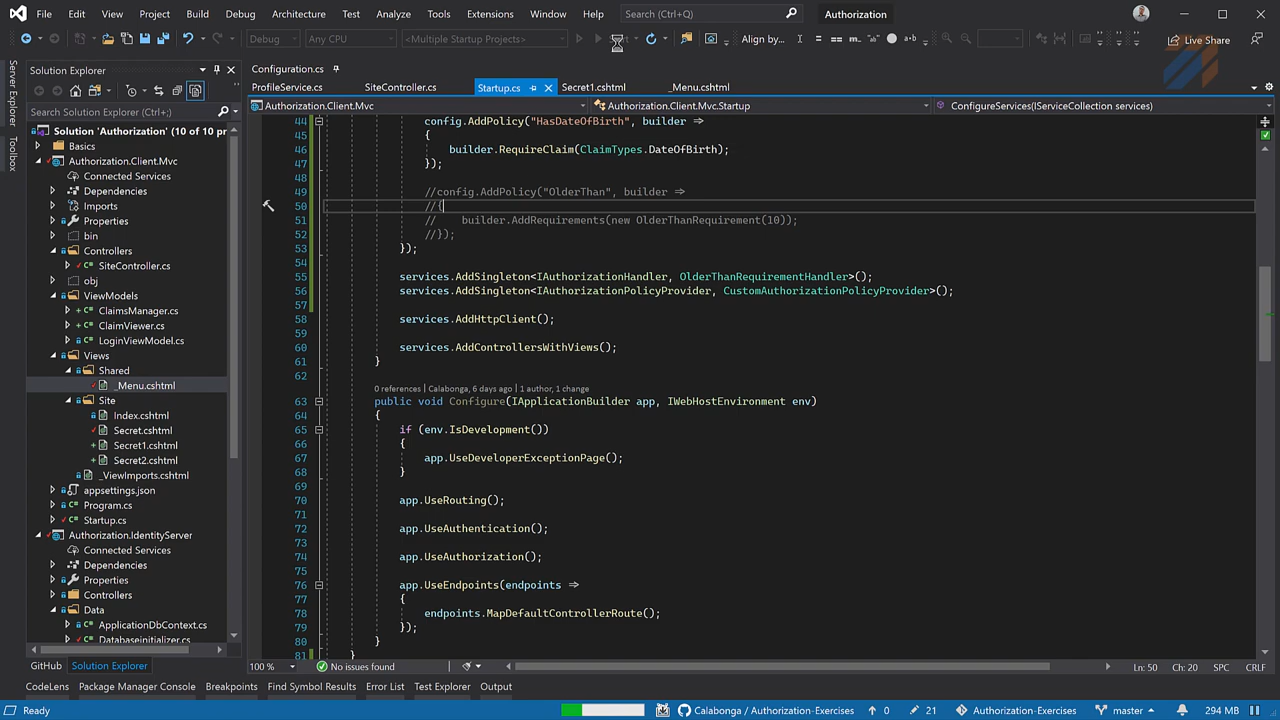 File Edit View Git Project Build Debug Architecture Test Analyze Tools Extensions Window Help Search (Ctrl+Q) Authorization
Debug Any CPU <Multiple Startup Projects> Align by... Live Share
Server Explorer
Toolbox
Solution Explorer
Search Solution Explorer (Ctrl+;)
Solution 'Authorization' (10 of 10 pr
Basics
Authorization.Client.Mvc
Connected Services
Dependencies
Imports
Properties
bin
Controllers
SiteController.cs
obj
ViewModels
ClaimsManager.cs
ClaimViewer.cs
LoginViewModel.cs
Views
Shared
_Menu.cshtml
Site
Index.cshtml
Secret.cshtml
Secret1.cshtml
Secret2.cshtml
_ViewImports.cshtml
appsettings.json
Program.cs
Startup.cs
Authorization.IdentityServer
Connected Services
Dependencies
Properties
Controllers
Data
ApplicationDbContext.cs
DatabaseInitializer.cs
GitHub Solution Explorer
Configuration.cs
ProfileService.cs SiteController.cs Startup.cs Secret1.cshtml _Menu.cshtml
Authorization.Client.Mvc Authorization.Client.Mvc.Startup ConfigureServices(IServiceCollection services)
44 config.AddPolicy("HasDateOfBirth", builder =>
45 {
46 builder.RequireClaim(ClaimTypes.DateOfBirth);
47 });
48
49 //config.AddPolicy("OlderThan", builder =>
50 //{
51 // builder.AddRequirements(new OlderThanRequirement(10));
52 //});
53 });
54
55 services.AddSingleton<IAuthorizationHandler, OlderThanRequirementHandler>();
56 services.AddSingleton<IAuthorizationPolicyProvider, CustomAuthorizationPolicyProvider>();
57
58 services.AddHttpClient();
59
60 services.AddControllersWithViews();
61 }
62
0 references | Calabonga, 6 days ago | 1 author, 1 change
63 public void Configure(IApplicationBuilder app, IWebHostEnvironment env)
64 {
65 if (env.IsDevelopment())
66 {
67 app.UseDeveloperExceptionPage();
68 }
69
70 app.UseRouting();
71
72 app.UseAuthentication();
73
74 app.UseAuthorization();
75
76 app.UseEndpoints(endpoints =>
77 {
78 endpoints.MapDefaultControllerRoute();
79 });
80 }
81 }
100 % No issues found Ln: 50 Ch: 20 SPC CRLF
CodeLens Package Manager Console Breakpoints Find Symbol Results Error List Test Explorer Output
Ready Calabonga / Authorization-Exercises 0 21 Authorization-Exercises master 294 MB